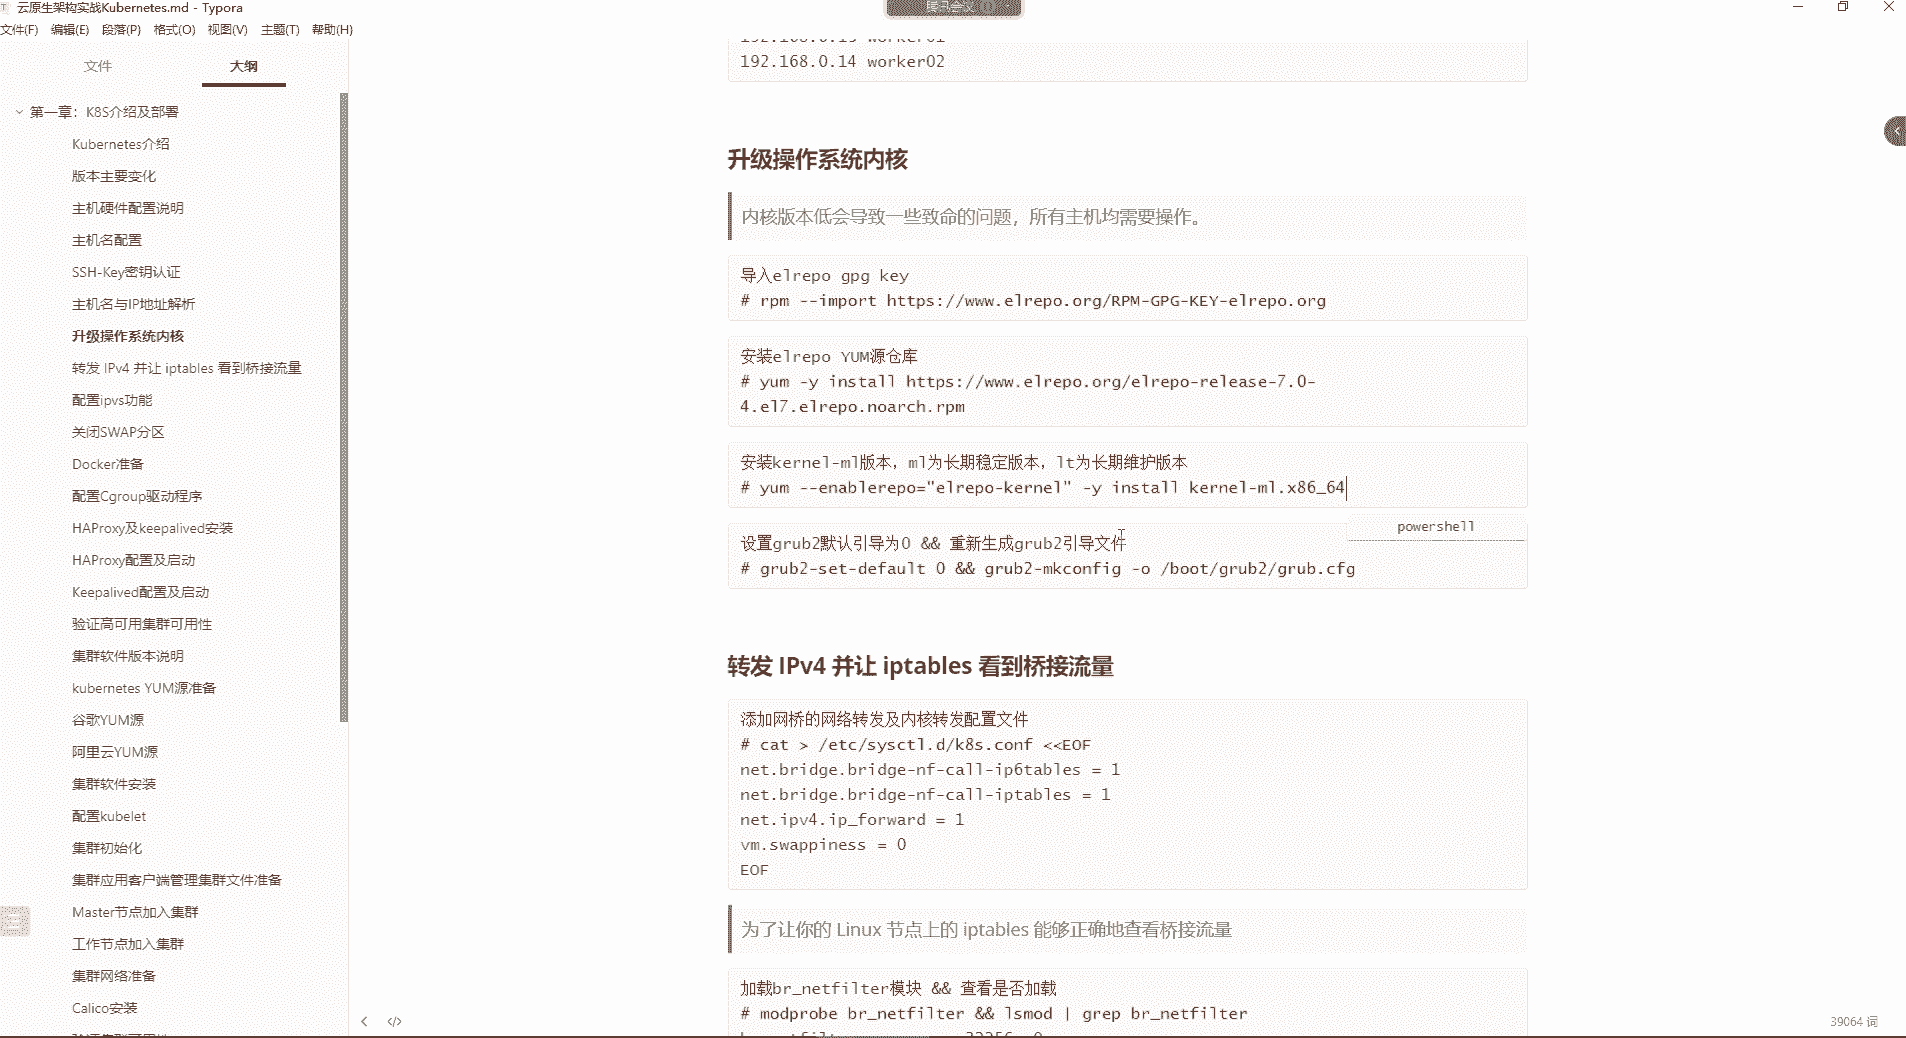 云原生架构实战Kubernetes.md - Typora
腾讯会议
文件(F) 编辑(E) 段落(P) 格式(O) 视图(V) 主题(T) 帮助(H)
文件 大纲
第一章：K8S介绍及部署
Kubernetes介绍
版本主要变化
主机硬件配置说明
主机名配置
SSH-Key密钥认证
主机名与IP地址解析
升级操作系统内核
转发 IPv4 并让 iptables 看到桥接流量
配置ipvs功能
关闭SWAP分区
Docker准备
配置Cgroup驱动程序
HAProxy及keepalived安装
HAProxy配置及启动
Keepalived配置及启动
验证高可用集群可用性
集群软件版本说明
kubernetes YUM源准备
谷歌YUM源
阿里云YUM源
集群软件安装
配置kubelet
集群初始化
集群应用客户端管理集群文件准备
Master节点加入集群
工作节点加入集群
集群网络准备
Calico安装
192.168.0.13 worker01
192.168.0.14 worker02
升级操作系统内核
内核版本低会导致一些致命的问题，所有主机均需要操作。
导入elrepo gpg key
# rpm --import https://www.elrepo.org/RPM-GPG-KEY-elrepo.org
安装elrepo YUM源仓库
# yum -y install https://www.elrepo.org/elrepo-release-7.0-
4.el7.elrepo.noarch.rpm
安装kernel-ml版本，ml为长期稳定版本，lt为长期维护版本
# yum --enablerepo="elrepo-kernel" -y install kernel-ml.x86_64
powershell
设置grub2默认引导为0 && 重新生成grub2引导文件
# grub2-set-default 0 && grub2-mkconfig -o /boot/grub2/grub.cfg
转发 IPv4 并让 iptables 看到桥接流量
添加网桥的网络转发及内核转发配置文件
# cat > /etc/sysctl.d/k8s.conf <<EOF
net.bridge.bridge-nf-call-ip6tables = 1
net.bridge.bridge-nf-call-iptables = 1
net.ipv4.ip_forward = 1
vm.swappiness = 0
EOF
为了让你的 Linux 节点上的 iptables 能够正确地查看桥接流量
加载br_netfilter模块 && 查看是否加载
# modprobe br_netfilter && lsmod | grep br_netfilter
39064 词